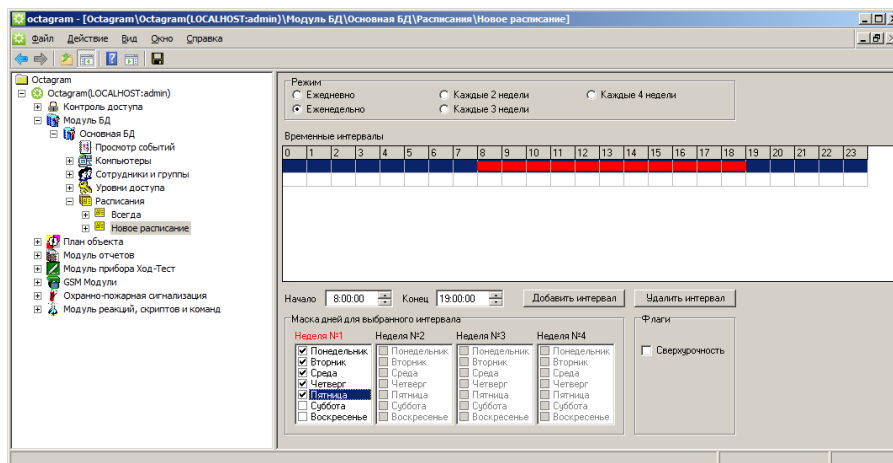 octagram - [Octagram\Octagram(LOCALHOST:admin)\Модуль БД\Основная БД\Расписания\Новое расписание]
Файл Действие Вид Окно Справка
Octagram
Octagram(LOCALHOST:admin)
Контроль доступа
Модуль БД
Основная БД
Просмотр событий
Компьютеры
Сотрудники и группы
Уровни доступа
Расписания
Всегда
Новое расписание
План объекта
Модуль отчетов
Модуль прибора Ход-Тест
GSM Модули
Охранно-пожарная сигнализация
Модуль реакций, скриптов и команд
Режим
Ежедневно Каждые 2 недели Каждые 4 недели
Еженедельно Каждые 3 недели
Временные интервалы
0 1 2 3 4 5 6 7 8 9 10 11 12 13 14 15 16 17 18 19 20 21 22 23
Начало 8:00:00 Конец 19:00:00 Добавить интервал Удалить интервал
Маска дней для выбранного интервала Флаги
Неделя №1 Неделя №2 Неделя №3 Неделя №4
Понедельник Понедельник Понедельник Понедельник
Вторник Вторник Вторник Вторник Сверхурочность
Среда Среда Среда Среда
Четверг Четверг Четверг Четверг
Пятница Пятница Пятница Пятница
Суббота Суббота Суббота Суббота
Воскресенье Воскресенье Воскресенье Воскресенье